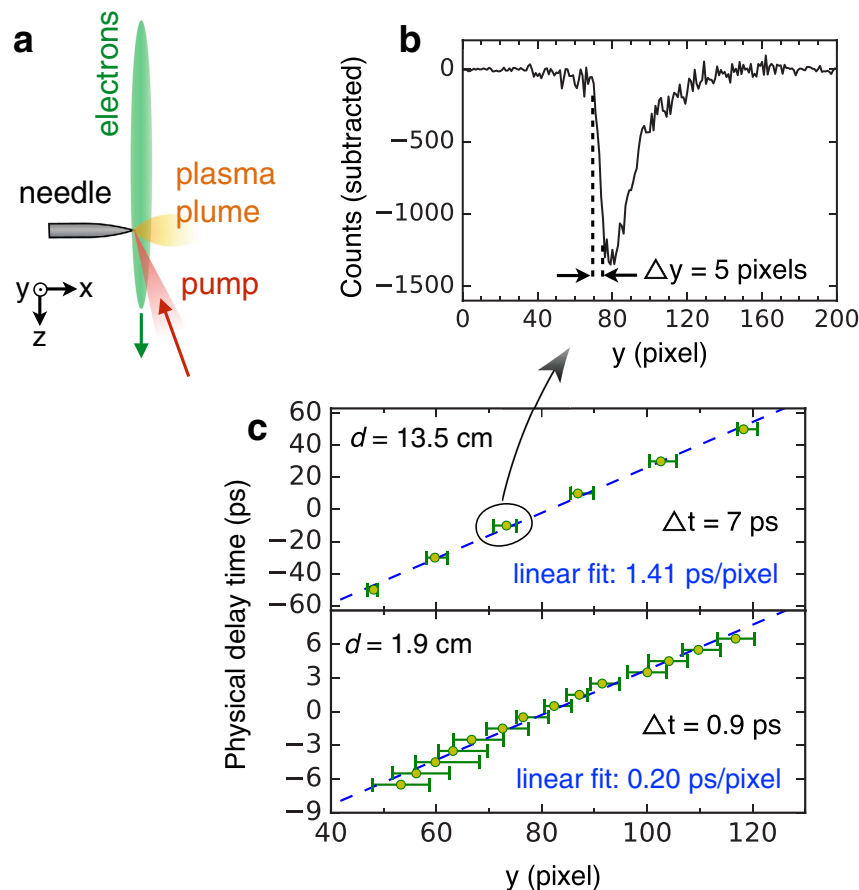 a
electrons
needle
plasma
plume
pump
y
x
z
b
Counts (subtracted)
0
−500
−1000
−1500
△y = 5 pixels
0 40 80 120 160 200
y (pixel)
c
Physical delay time (ps)
60
40
20
0
−20
−40
−60
d = 13.5 cm
△t = 7 ps
linear fit: 1.41 ps/pixel
6
3
0
−3
−6
−9
d = 1.9 cm
△t = 0.9 ps
linear fit: 0.20 ps/pixel
40 60 80 100 120
y (pixel)